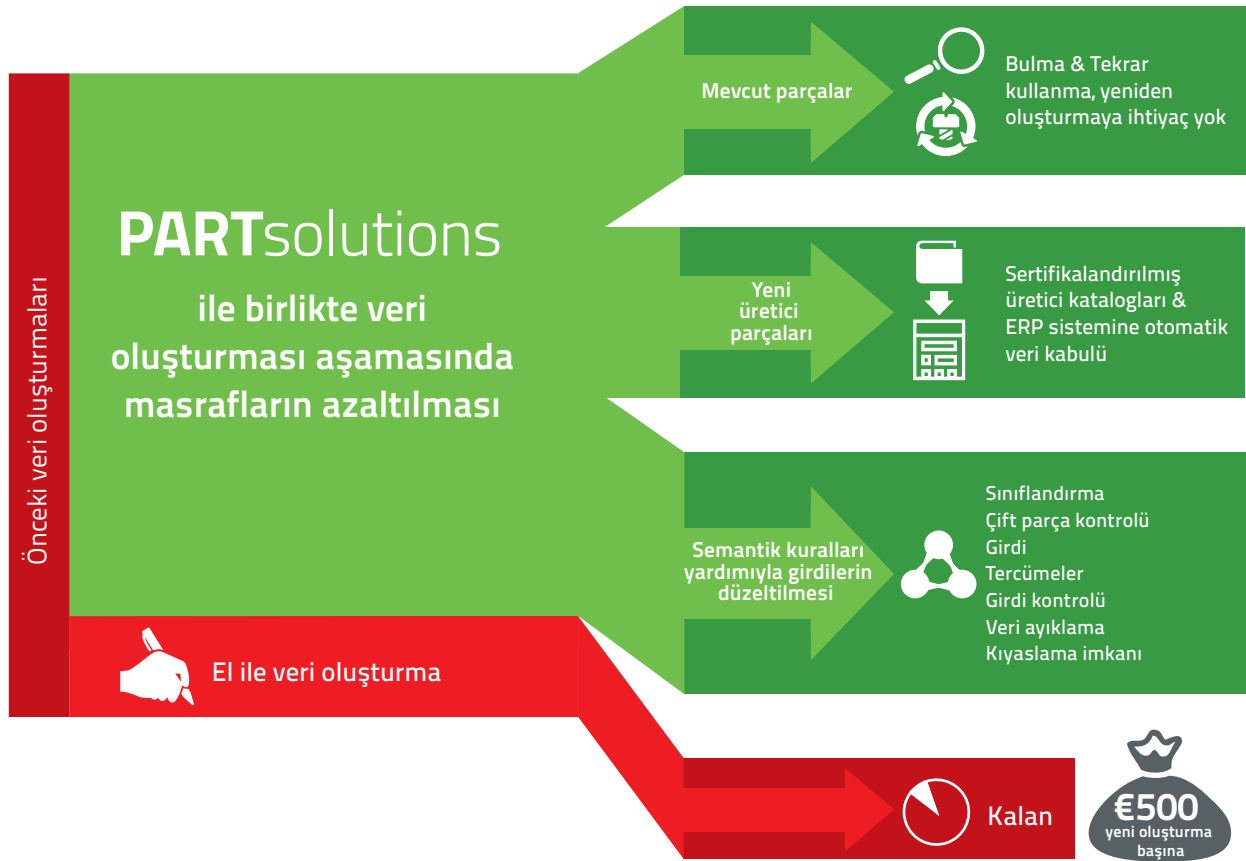 Önceki veri oluşturmaları
PARTsolutions
ile birlikte veri
oluşturması aşamasında
masrafların azaltılması
El ile veri oluşturma
Mevcut parçalar
Bulma & Tekrar
kullanma, yeniden
oluşturmaya ihtiyaç yok
Yeni
üretici
parçaları
Sertifikalandırılmış
üretici katalogları &
ERP sistemine otomatik
veri kabulü
Semantik kuralları
yardımıyla girdilerin
düzeltilmesi
Sınıflandırma
Çift parça kontrolü
Girdi
Tercümeler
Girdi kontrolü
Veri ayıklama
Kıyaslama imkanı
Kalan
€500
yeni oluşturma
başına